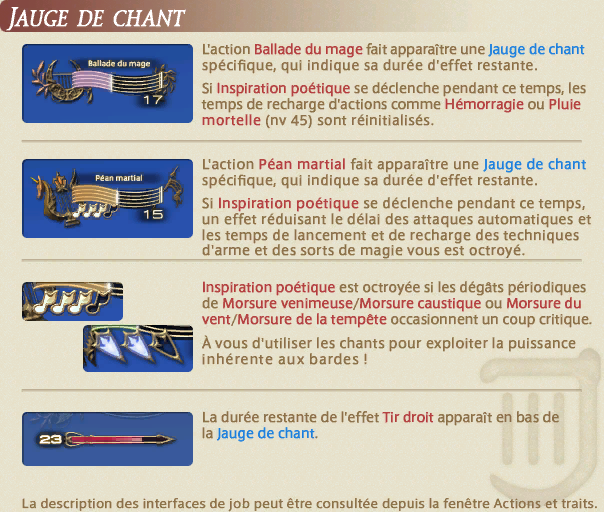 JAUGE DE CHANT
Ballade du mage
17
L'action Ballade du mage fait apparaître une Jauge de chant
spécifique, qui indique sa durée d'effet restante.
Si Inspiration poétique se déclenche pendant ce temps, les
temps de recharge d'actions comme Hémorragie ou Pluie
mortelle (nv 45) sont réinitialisés.
Péan martial
15
L'action Péan martial fait apparaître une Jauge de chant
spécifique, qui indique sa durée d'effet restante.
Si Inspiration poétique se déclenche pendant ce temps,
un effet réduisant le délai des attaques automatiques et
les temps de lancement et de recharge des techniques
d'arme et des sorts de magie vous est octroyé.
Inspiration poétique est octroyée si les dégâts périodiques
de Morsure venimeuse/Morsure caustique ou Morsure du
vent/Morsure de la tempête occasionnent un coup critique.
À vous d'utiliser les chants pour exploiter la puissance
inhérente aux bardes !
23
La durée restante de l'effet Tir droit apparaît en bas de
la Jauge de chant.
La description des interfaces de job peut être consultée depuis la fenêtre Actions et traits.